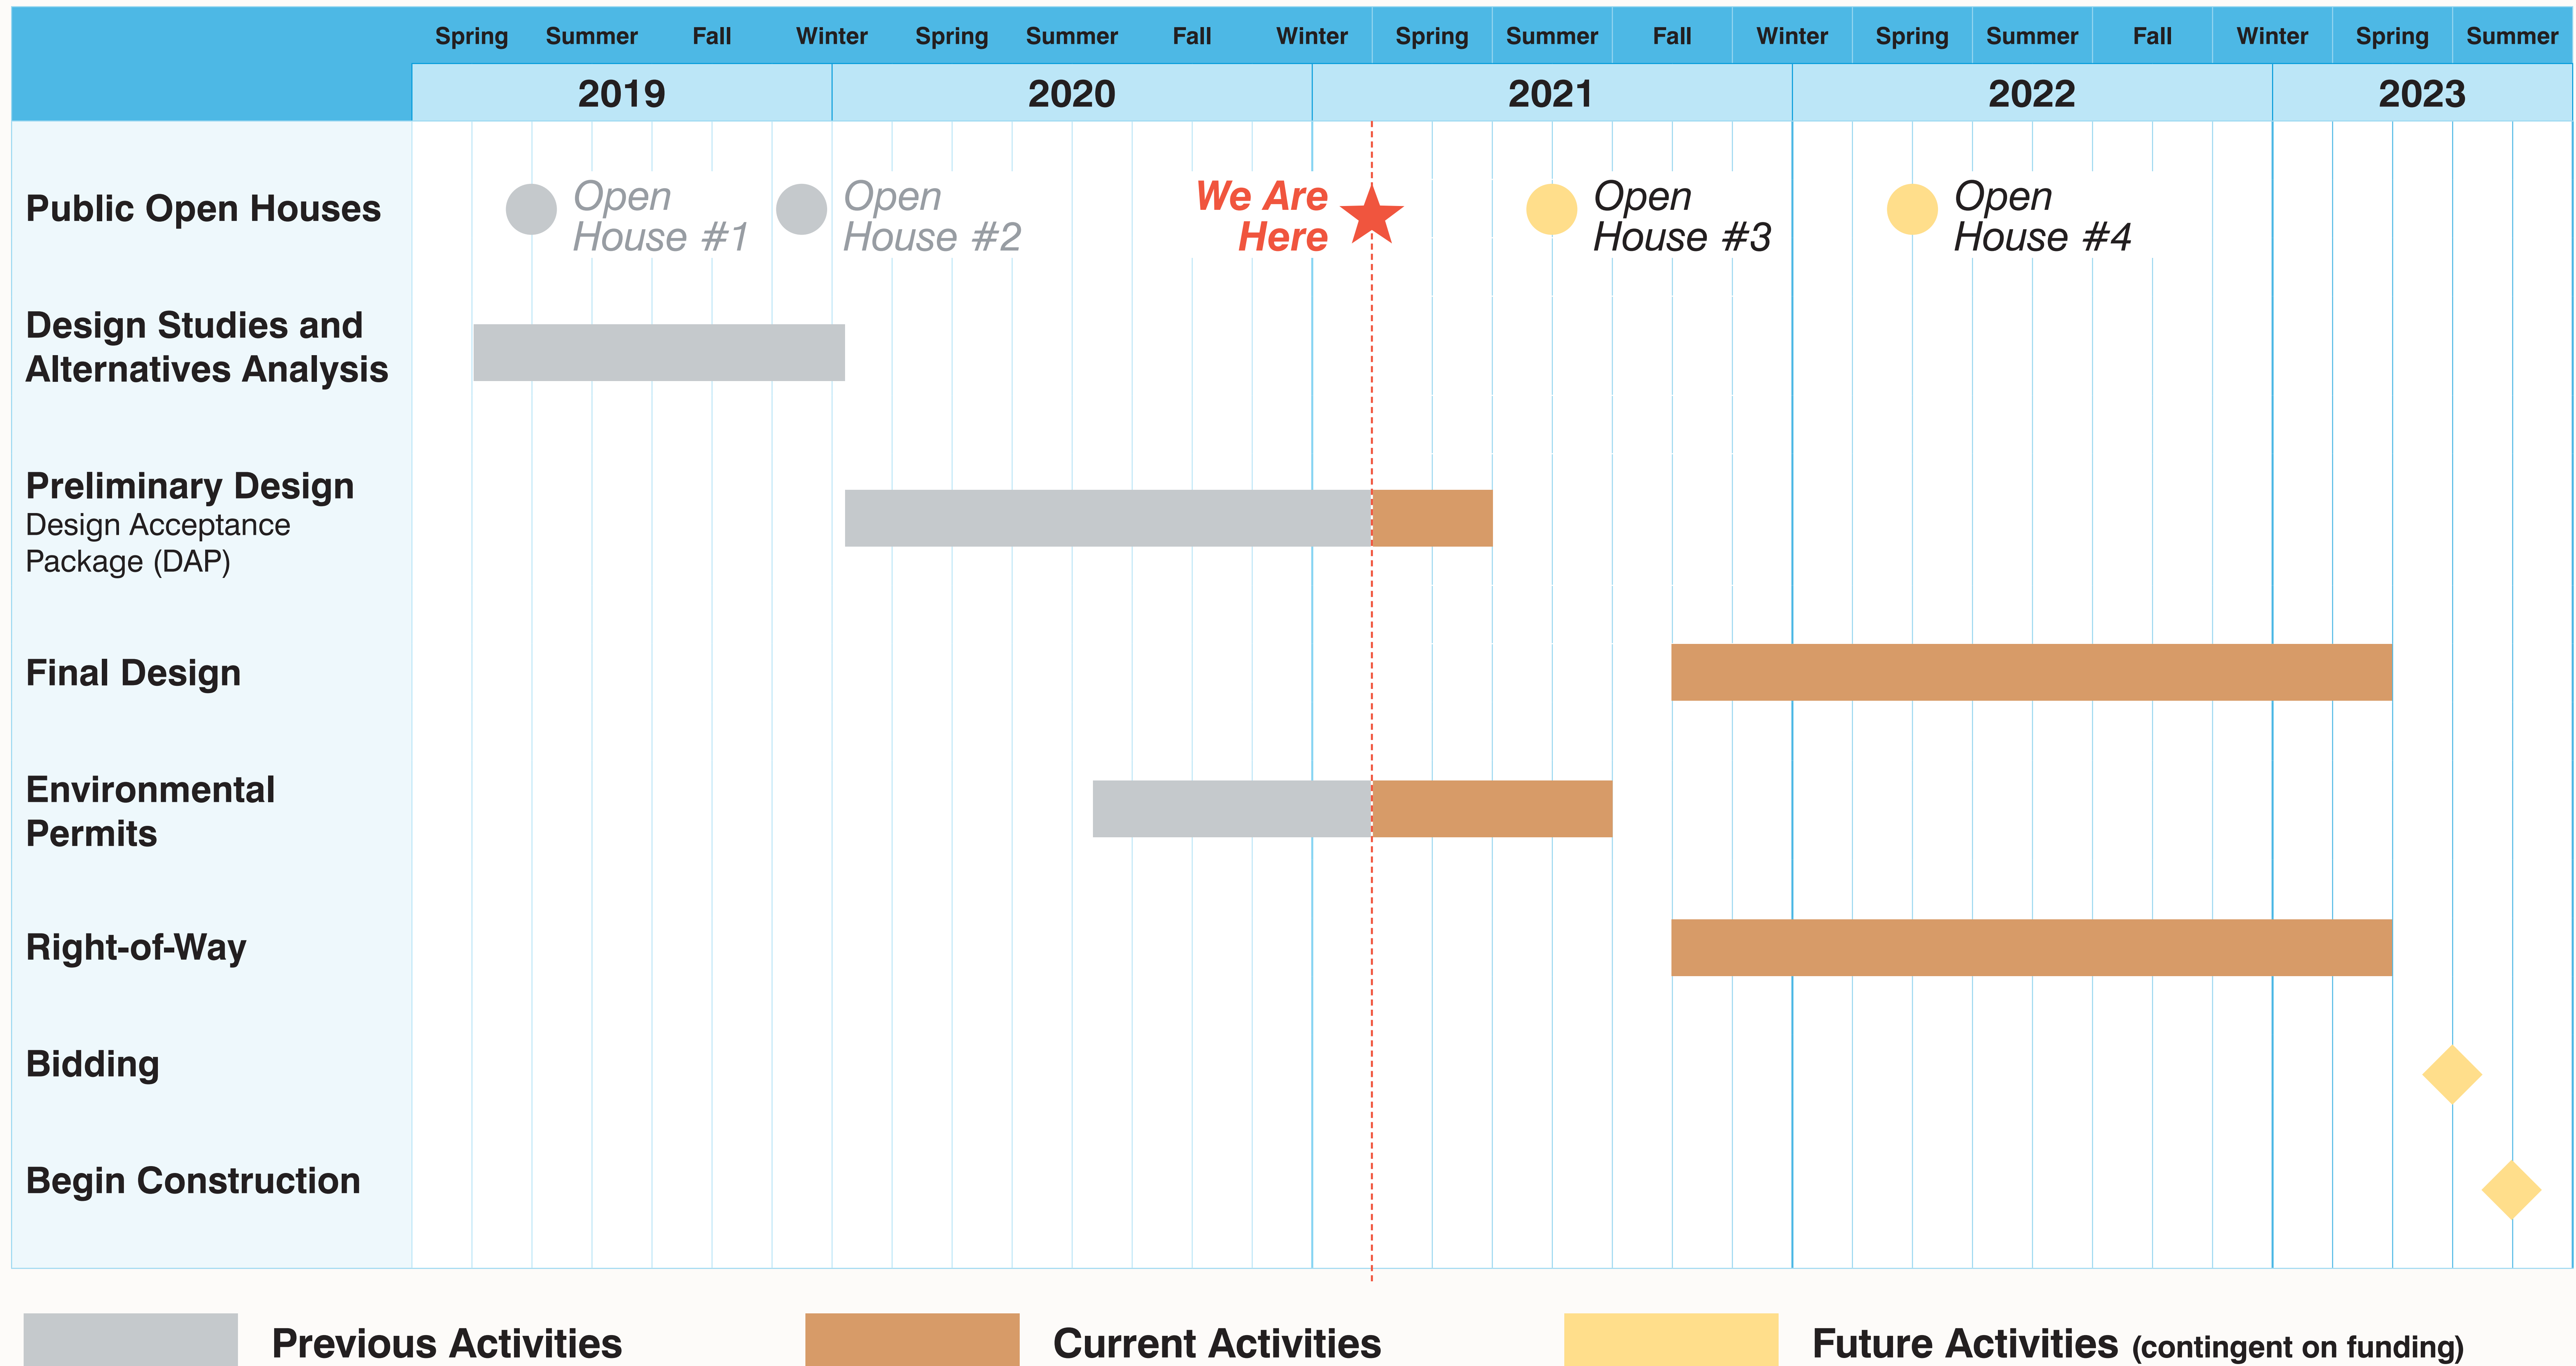 Spring Summer Fall Winter Spring Summer Fall Winter Spring Summer Fall Winter Spring Summer Fall Winter Spring Summer
2019 2020 2021 2022 2023
Public Open Houses
Open
House #1
Open
House #2
We Are
Here
Open
House #3
Open
House #4
Design Studies and
Alternatives Analysis
Preliminary Design
Design Acceptance
Package (DAP)
Final Design
Environmental
Permits
Right-of-Way
Bidding
Begin Construction
Previous Activities Current Activities Future Activities (contingent on funding)